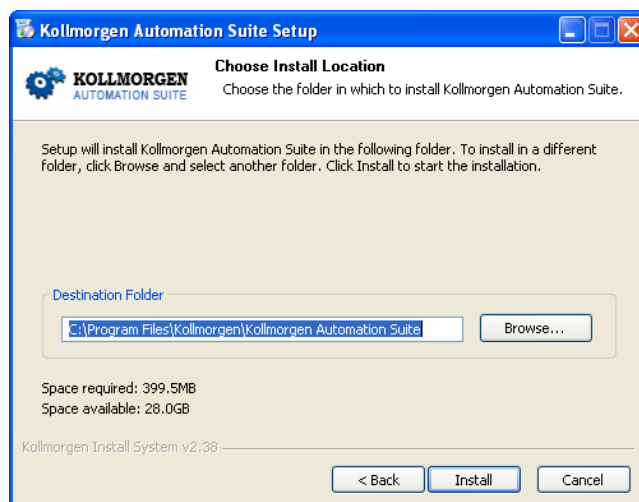 Kollmorgen Automation Suite Setup
KOLLMORGEN
AUTOMATION SUITE
Choose Install Location
Choose the folder in which to install Kollmorgen Automation Suite.
Setup will install Kollmorgen Automation Suite in the following folder. To install in a different
folder, click Browse and select another folder. Click Install to start the installation.
Destination Folder
C:\Program Files\Kollmorgen\Kollmorgen Automation Suite
Browse...
Space required: 399.5MB
Space available: 28.0GB
Kollmorgen Install System v2.38
< Back
Install
Cancel